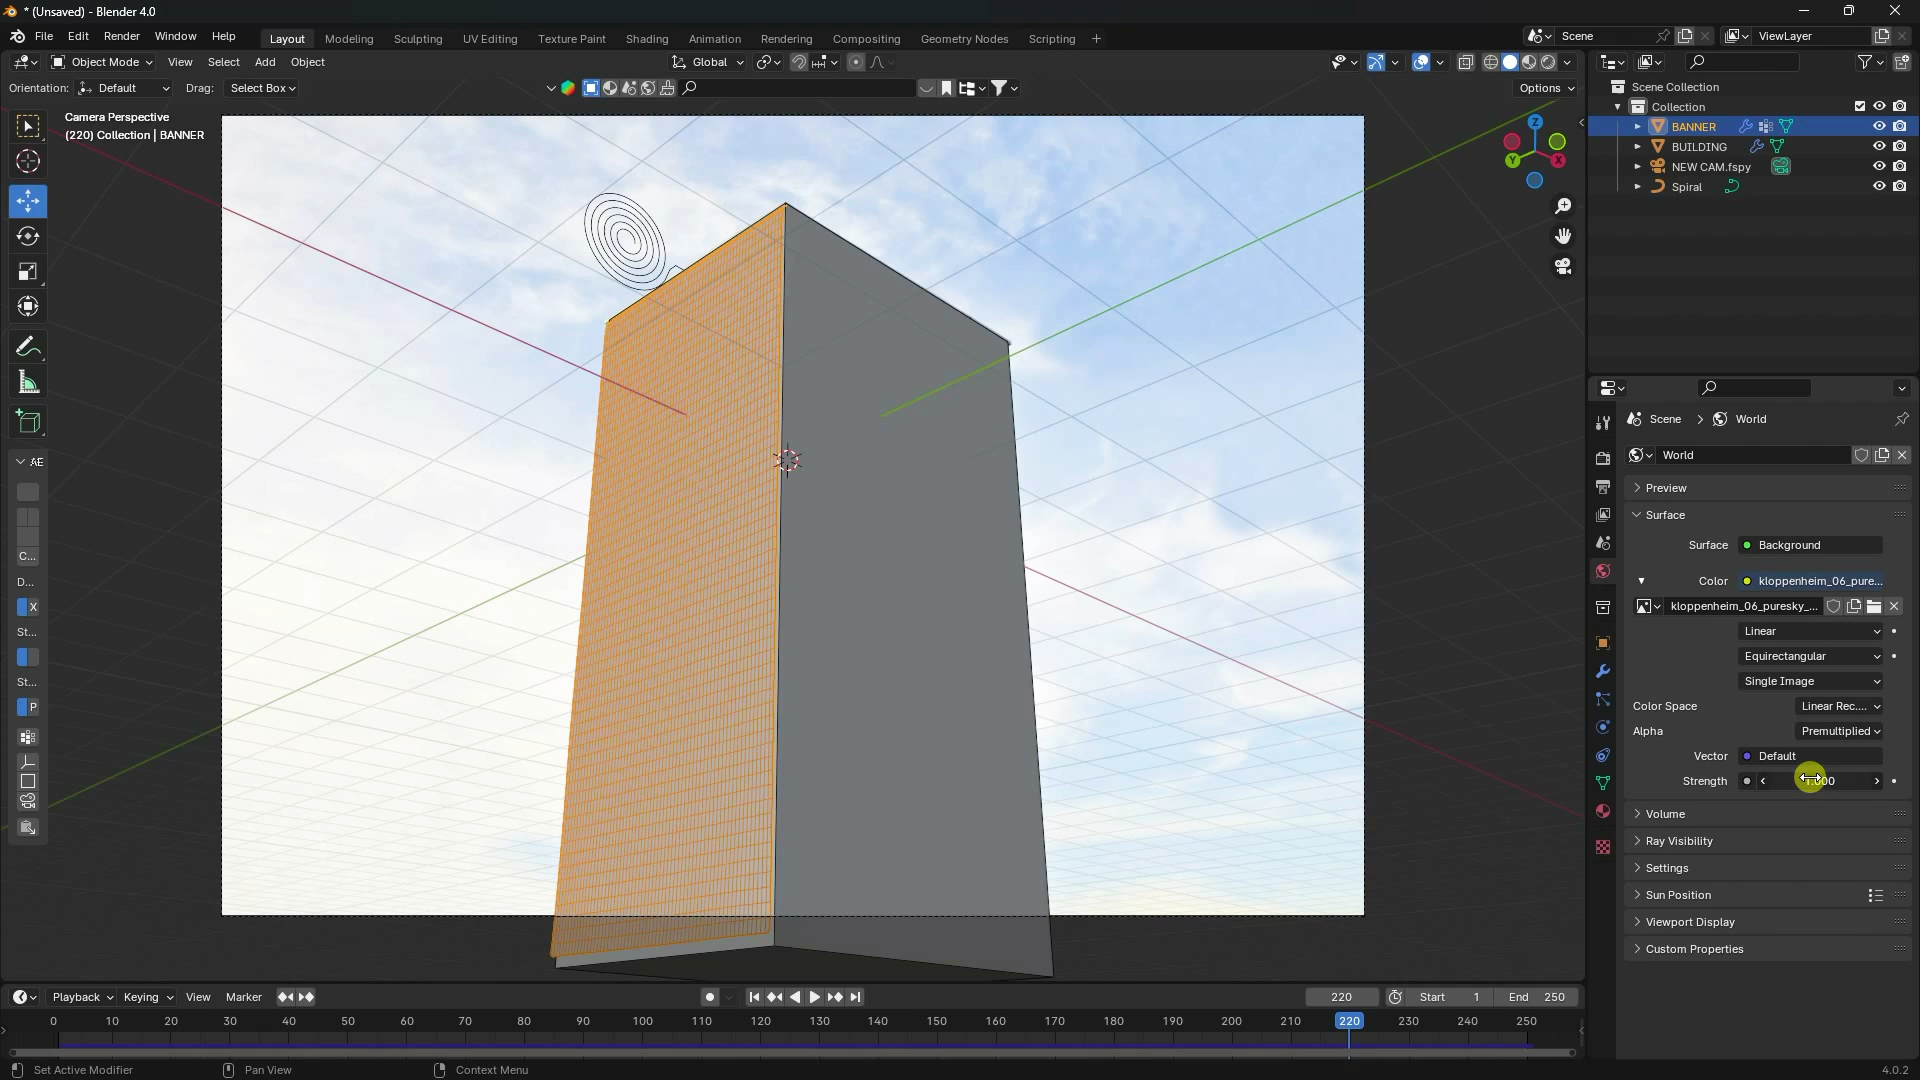 * (Unsaved) - Blender 4.0
File Edit Render Window Help
Layout Modeling Sculpting UV Editing Texture Paint Shading Animation Rendering Compositing Geometry Nodes Scripting +
Scene
ViewLayer
Object Mode View Select Add Object
Global
Orientation: Default Drag: Select Box
Options
Camera Perspective
(220) Collection | BANNER
Z
Y
X
Scene Collection
Collection
BANNER
BUILDING
NEW CAM.fspy
Spiral
Scene > World
World
Preview
Surface
Surface Background
Color kloppenheim_06_pure...
kloppenheim_06_puresky_...
Linear
Equirectangular
Single Image
Color Space Linear Rec....
Alpha Premultiplied
Vector Default
Strength
Volume
Ray Visibility
Settings
Sun Position
Viewport Display
Custom Properties
AE
C...
D...
X
St...
St...
P
Playback Keying View Marker
220
Start 1 End 250
0 10 20 30 40 50 60 70 80 90 100 110 120 130 140 150 160 170 180 190 200 210 220 230 240 250
Set Active Modifier
Pan View
Context Menu
4.0.2